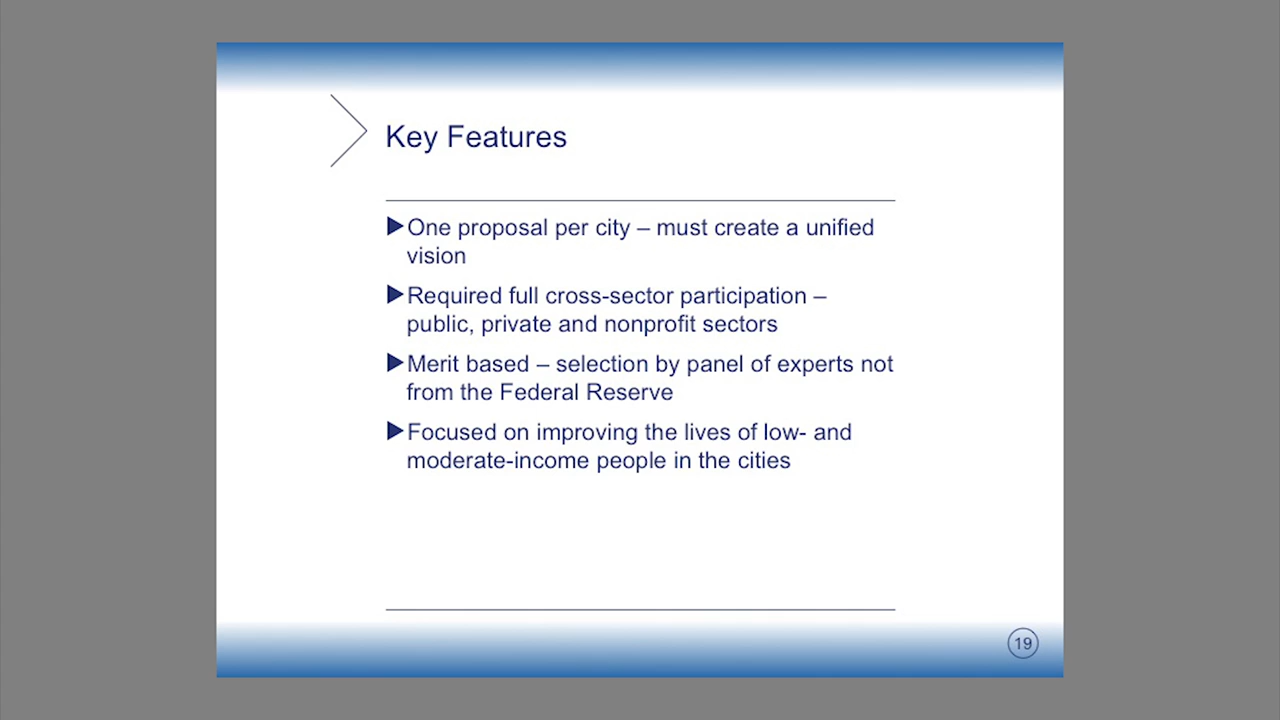 Key Features
▶One proposal per city – must create a unified
vision
▶Required full cross-sector participation –
public, private and nonprofit sectors
▶Merit based – selection by panel of experts not
from the Federal Reserve
▶Focused on improving the lives of low- and
moderate-income people in the cities
19